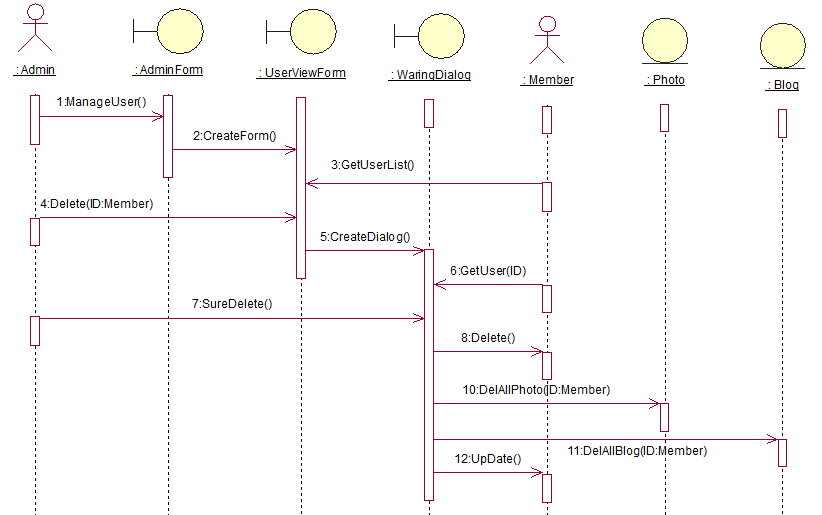 : Admin
: AdminForm
: UserViewForm
: WaringDialog
: Member
: Photo
: Blog
1:ManageUser()
2:CreateForm()
3:GetUserList()
4:Delete(ID:Member)
5:CreateDialog()
6:GetUser(ID)
7:SureDelete()
8:Delete()
10:DelAllPhoto(ID:Member)
11:DelAllBlog(ID:Member)
12:UpDate()